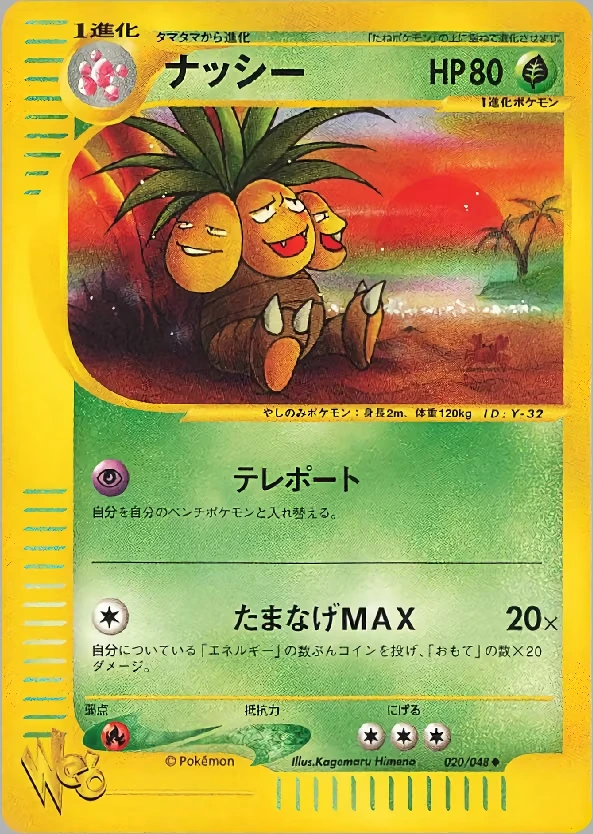 1進化
タマタマから進化
「たねポケモン」の上に重ねて進化させます
ナッシー
HP80
1進化ポケモン
やしのみポケモン:身長2m、体重120kg ID:Y-32
テレポート
自分を自分のベンチポケモンと入れ替える。
たまなげMAX 20×
自分についている「エネルギー」の数ぶんコインを投げ、「おもて」の数×20
ダメージ。
弱点 抵抗力 にげる
Web
©Pokémon Illus.Kagemaru Himeno 020/048